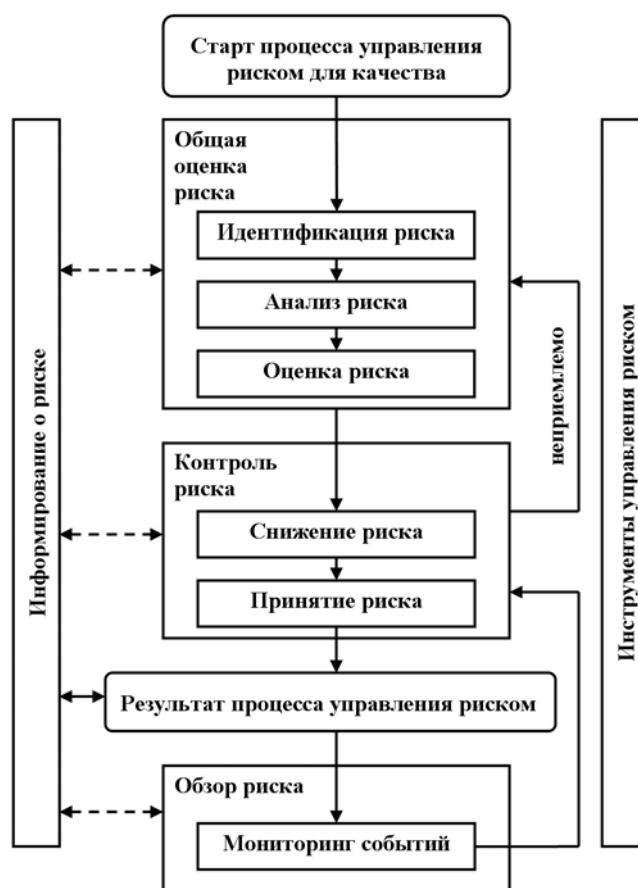 Старт процесса управления
риском для качества
Общая
оценка
риска
Идентификация риска
Анализ риска
Оценка риска
неприемлемо
Контроль
риска
Снижение риска
Принятие риска
Результат процесса управления риском
Обзор риска
Мониторинг событий
Информирование о риске
Инструменты управления риском